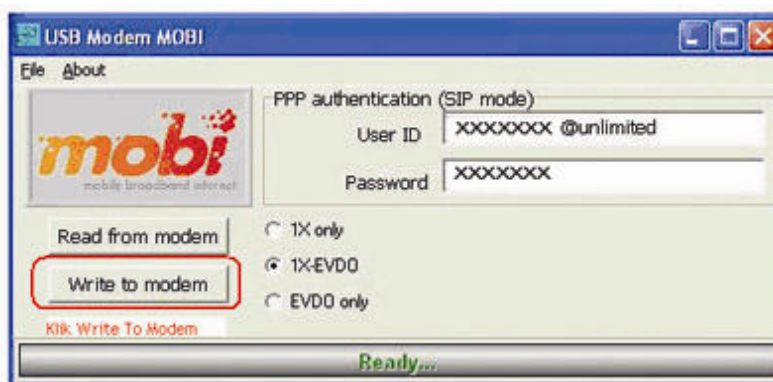 USB Modem MOBI
File About
mobi
mobile broadband internet
PPP authentication (SIP mode)
User ID XXXXXXX @unlimited
Password XXXXXXX
Read from modem
Write to modem
Klik Write To Modem
1X only
1X-EVDO
EVDO only
Ready...